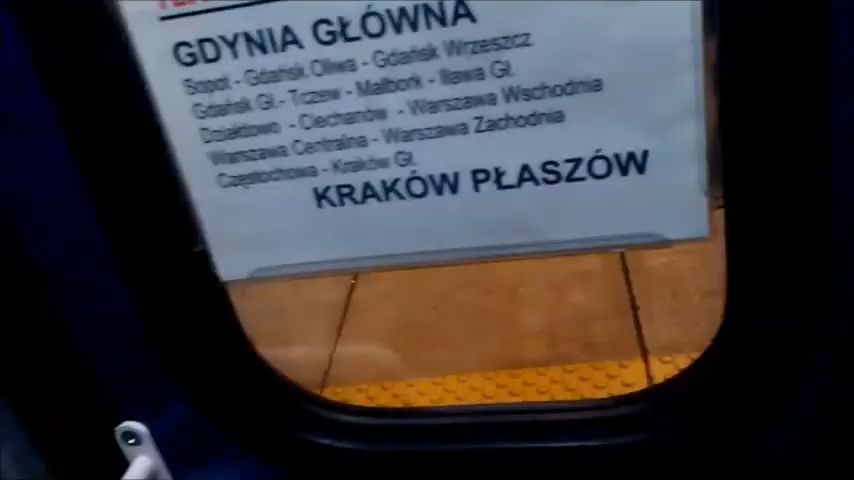 GDYNIA GŁÓWNA
Sopot - Gdańsk Oliwa - Gdańsk Wrzeszcz
Gdańsk Gł. - Tczew - Malbork - Iława Gł.
Działdowo - Ciechanów - Warszawa Wschodnia
Warszawa Centralna - Warszawa Zachodnia
Częstochowa - Kraków Gł.
KRAKÓW PŁASZÓW